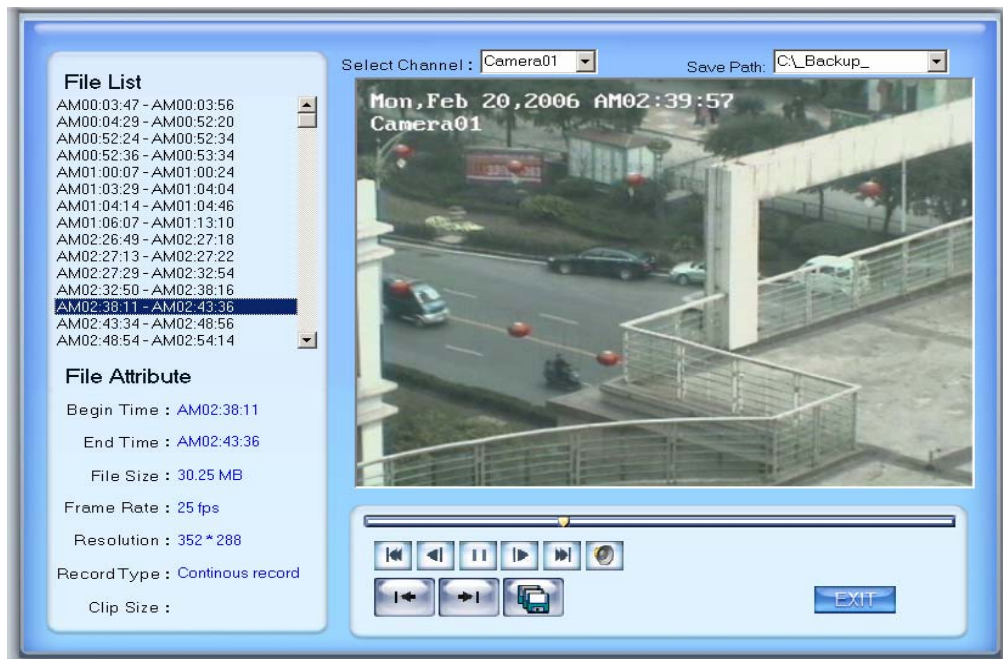 Select Channel : Camera01
Save Path: C:\_Backup_
File List
AM00:03:47 - AM00:03:56
AM00:04:29 - AM00:52:20
AM00:52:24 - AM00:52:34
AM00:52:36 - AM00:53:34
AM01:00:07 - AM01:00:24
AM01:03:29 - AM01:04:04
AM01:04:14 - AM01:04:46
AM01:06:07 - AM01:13:10
AM02:26:49 - AM02:27:18
AM02:27:13 - AM02:27:22
AM02:27:29 - AM02:32:54
AM02:32:50 - AM02:38:16
AM02:38:11 - AM02:43:36
AM02:43:34 - AM02:48:56
AM02:48:54 - AM02:54:14
File Attribute
Begin Time : AM02:38:11
End Time : AM02:43:36
File Size : 30.25 MB
Frame Rate : 25 fps
Resolution : 352 * 288
Record Type : Continous record
Clip Size :
Mon,Feb 20,2006 AM02:39:57
Camera01
EXIT